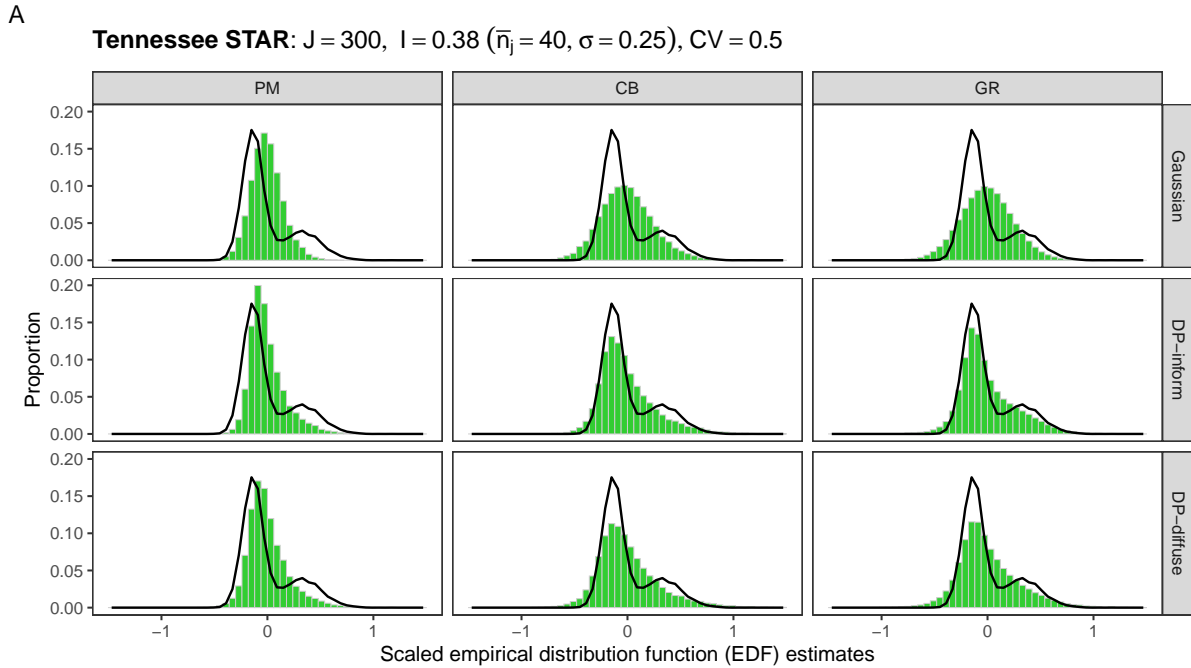 A
Tennessee STAR: J = 300, I = 0.38 (n̅j = 40, σ = 0.25), CV = 0.5
PM CB GR
Proportion
0.20
0.15
0.10
0.05
0.00
Gaussian
0.20
0.15
0.10
0.05
0.00
DP−inform
0.20
0.15
0.10
0.05
0.00
DP−diffuse
−1 0 1 −1 0 1 −1 0 1
Scaled empirical distribution function (EDF) estimates